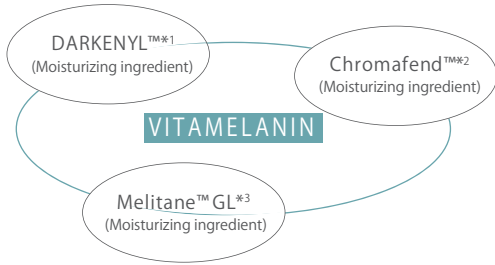 DARKENYL™*1
(Moisturizing ingredient)
Chromafend™*2
(Moisturizing ingredient)
VITAMELANIN
Melitane™ GL*3
(Moisturizing ingredient)